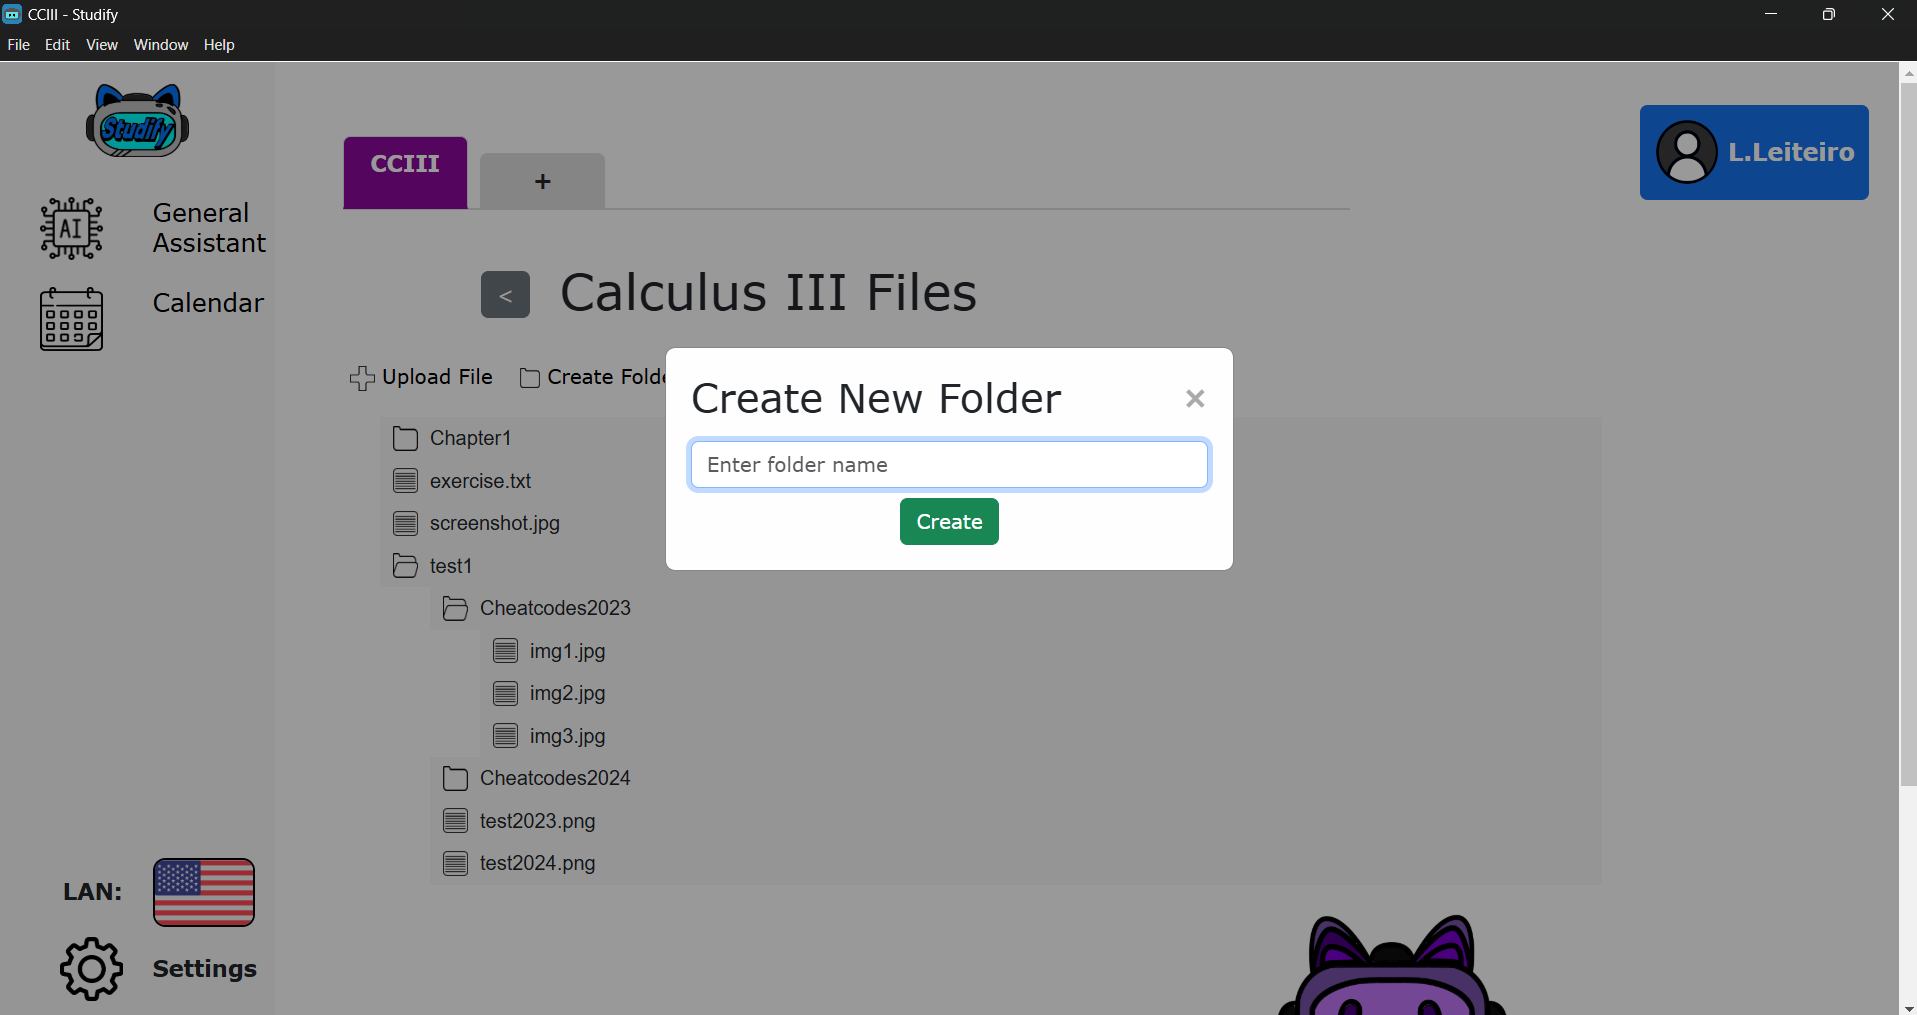 CCIII - Studify
File Edit View Window Help
Studify
General
Assistant
Calendar
CCIII
+
L.Leiteiro
< Calculus III Files
Upload File
Create Folde
Create New Folder ×
Enter folder name
Create
Chapter1
exercise.txt
screenshot.jpg
test1
Cheatcodes2023
img1.jpg
img2.jpg
img3.jpg
Cheatcodes2024
test2023.png
test2024.png
AI
LAN:
Settings